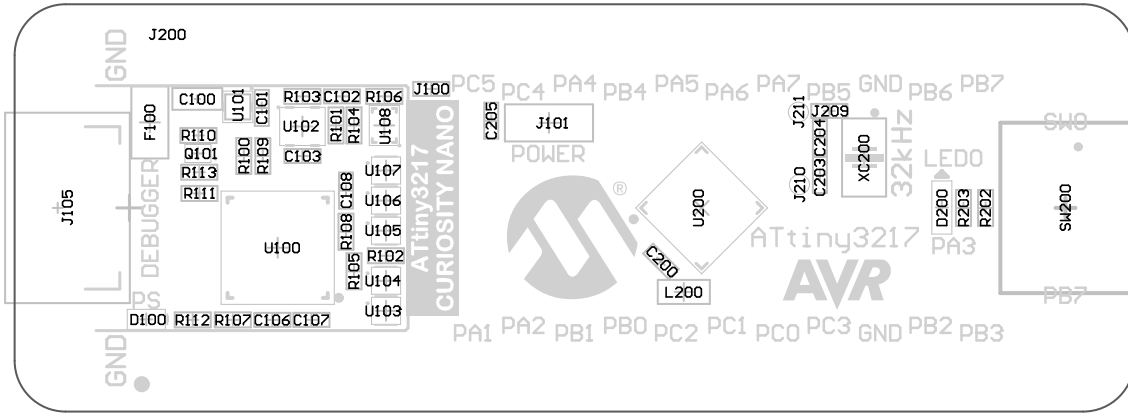 J200
GND
PC5 PC4 PA4 PB4 PA5 PA6 PA7 PB5 GND PB6 PB7
F100
C100
U101
C101
R103
C102
R106
J100
R110
Q101
R113
R111
R100
R109
U102
C103
R101
R104
U108
C205
J101
POWER
J211
J209
C204
C203
J210
XC200
32kHz
SW0
LED0
J105
DEBUGGER
PS
U100
C108
R108
R105
U107
U106
U105
R102
U104
U103
ATtiny3217
CURIOSITY NANO
®
U200
C200
L200
ATtiny3217
AVR
D200
R203
R202
PA3
SW200
PB7
D100
R112
R107
C106
C107
PA1 PA2 PB1 PB0 PC2 PC1 PC0 PC3 GND PB2 PB3
GND